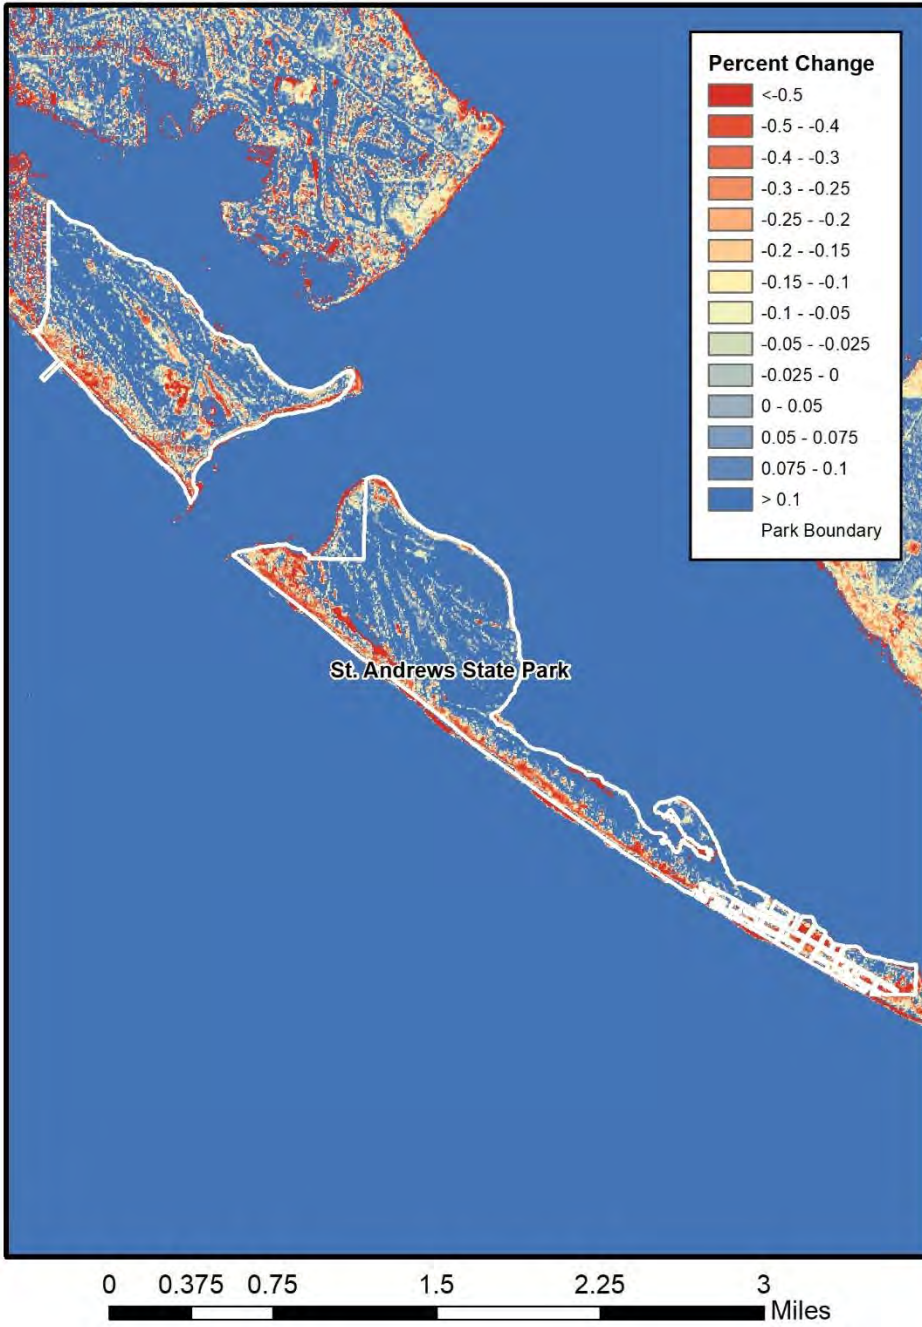 Percent Change
<-0.5
-0.5 - -0.4
-0.4 - -0.3
-0.3 - -0.25
-0.25 - -0.2
-0.2 - -0.15
-0.15 - -0.1
-0.1 - -0.05
-0.05 - -0.025
-0.025 - 0
0 - 0.05
0.05 - 0.075
0.075 - 0.1
> 0.1
Park Boundary
St. Andrews State Park
0 0.375 0.75 1.5 2.25 3
Miles